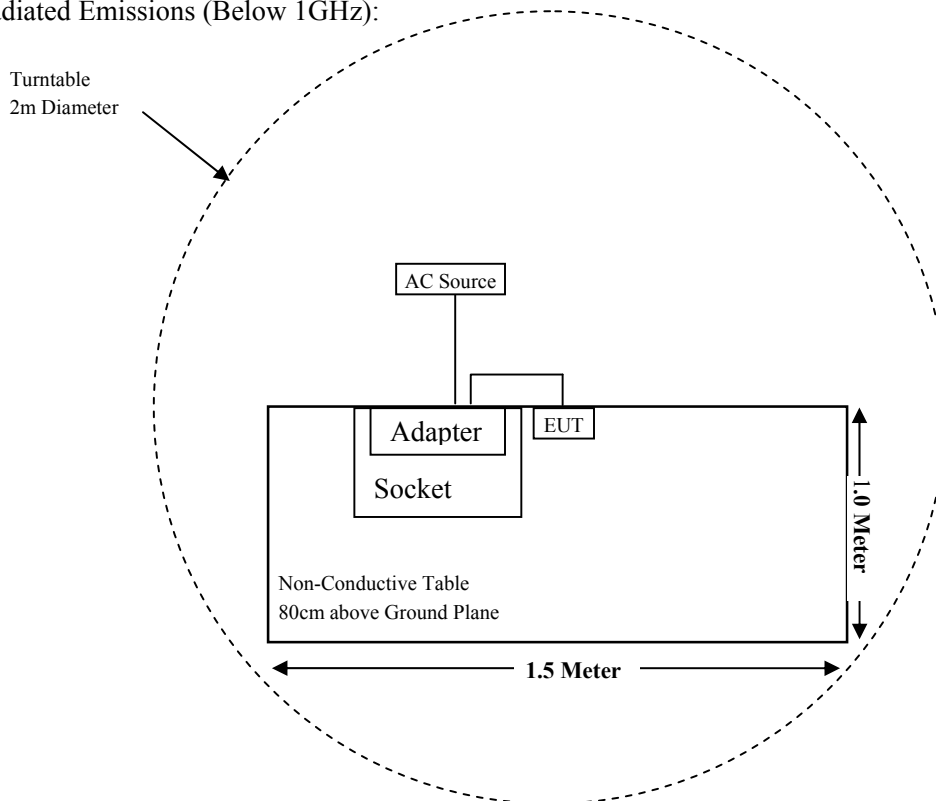 diated Emissions (Below 1GHz):
Turntable
2m Diameter
AC Source
Adapter
EUT
Socket
1.0 Meter
Non-Conductive Table
80cm above Ground Plane
1.5 Meter